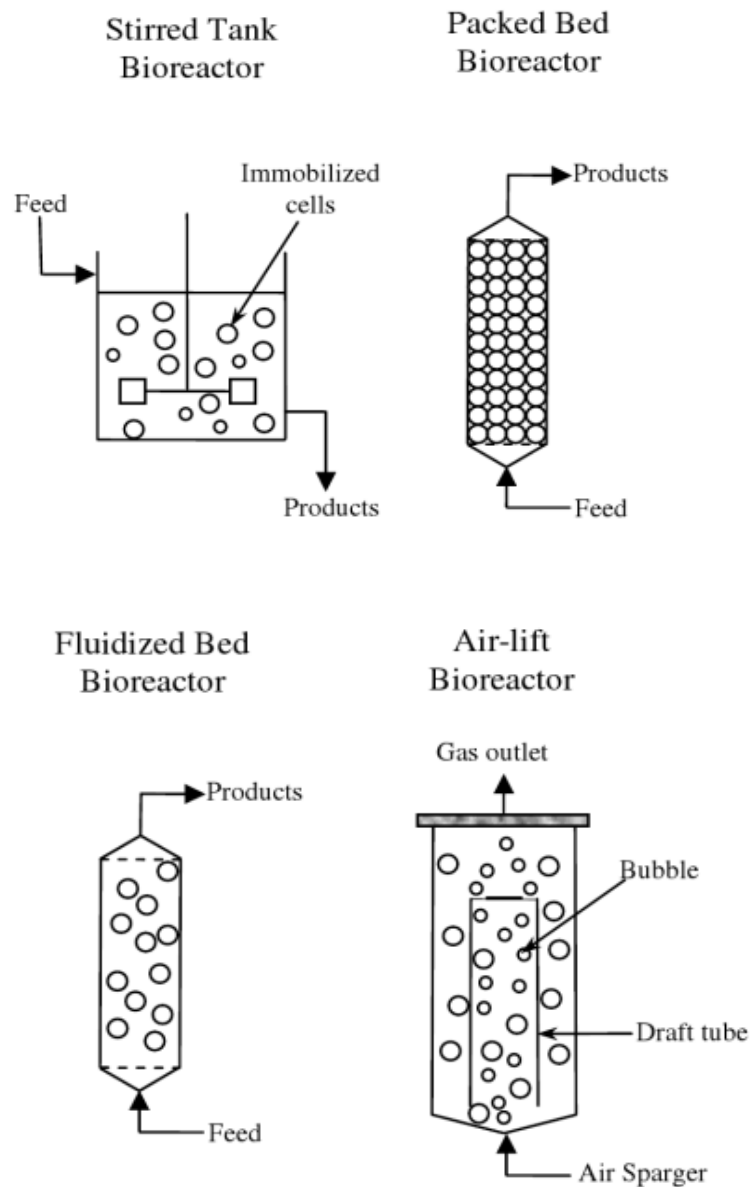 Stirred Tank
Bioreactor
Feed
Immobilized
cells
Products
Packed Bed
Bioreactor
Products
Feed
Fluidized Bed
Bioreactor
Products
Feed
Air-lift
Bioreactor
Gas outlet
Bubble
Draft tube
Air Sparger